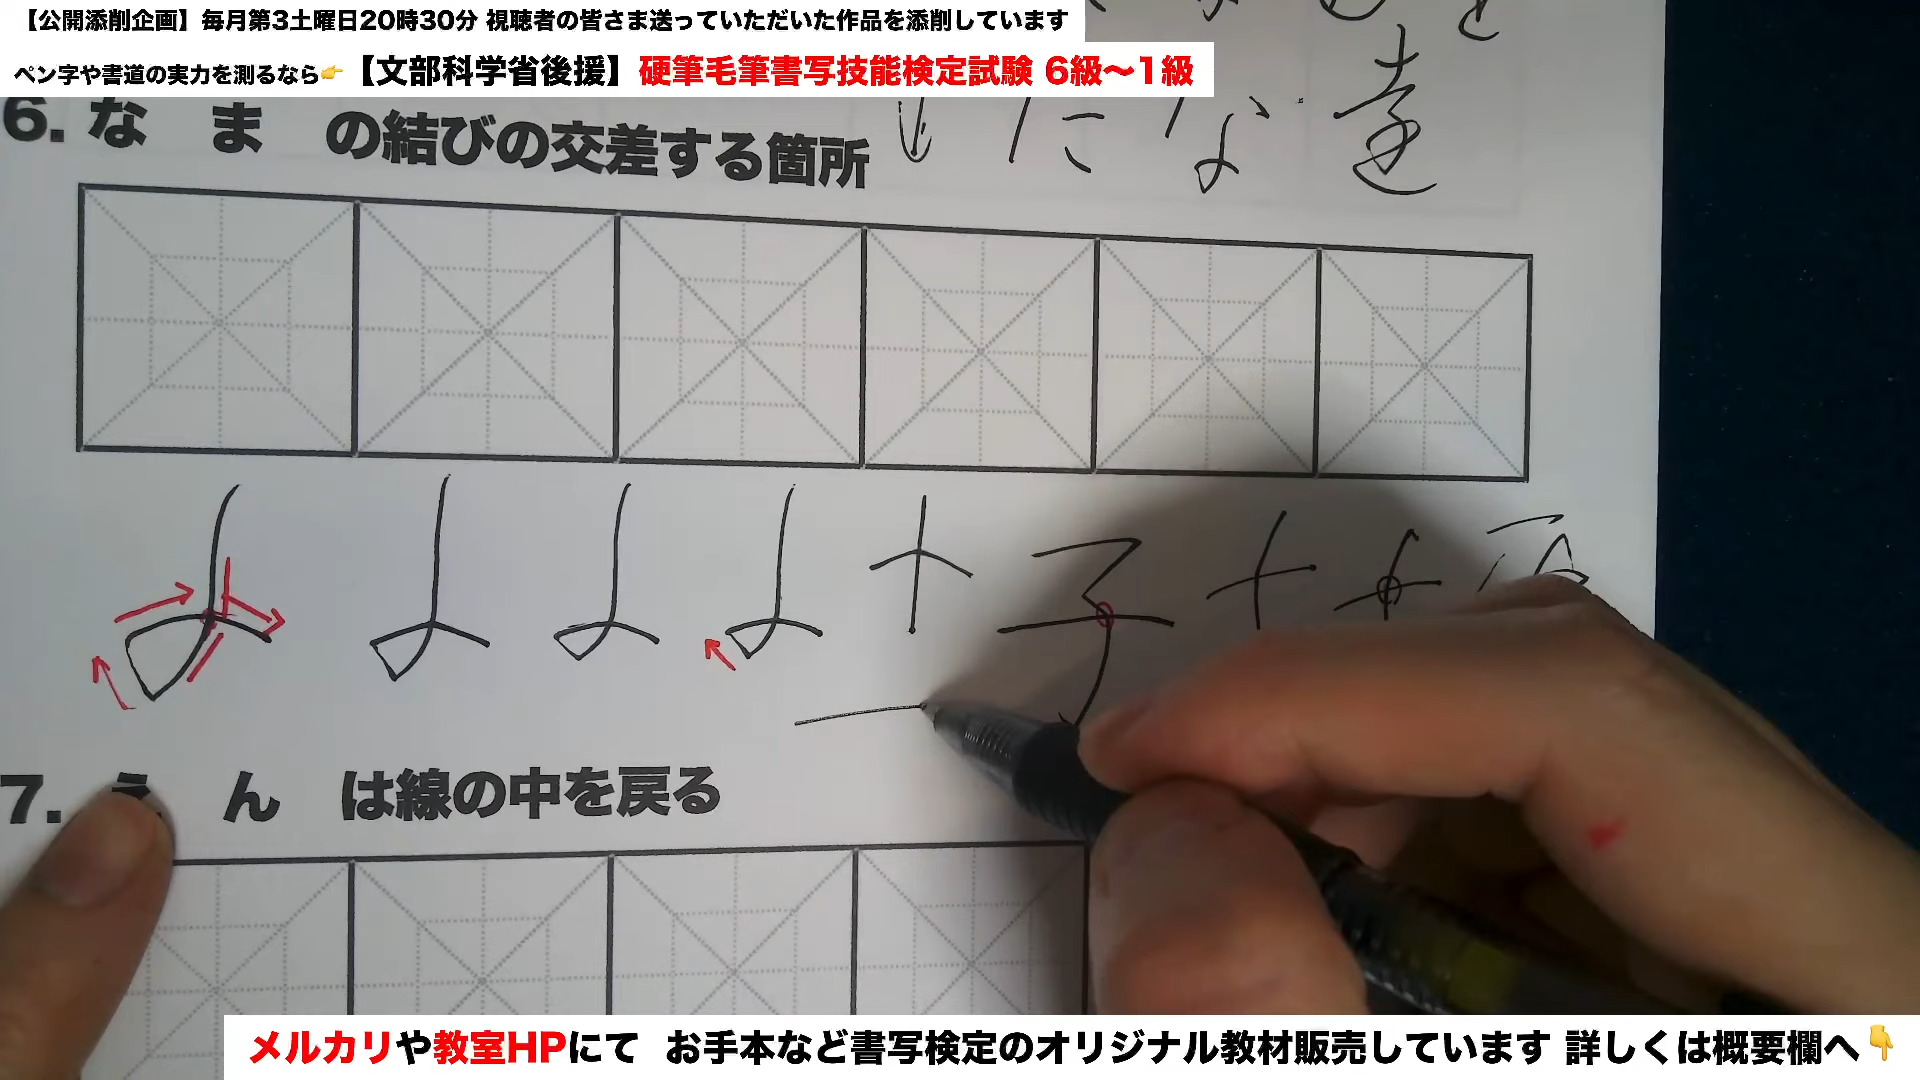 【公開添削企画】毎月第3土曜日20時30分 視聴者の皆さま送っていただいた作品を添削しています
ペン字や書道の実力を測るなら👉【文部科学省後援】硬筆毛筆書写技能検定試験 6級〜1級
6. な ま の結びの交差する箇所
にな
子
7. え ん は線の中を戻る
メルカリや教室HPにて お手本など書写検定のオリジナル教材販売しています 詳しくは概要欄へ👇